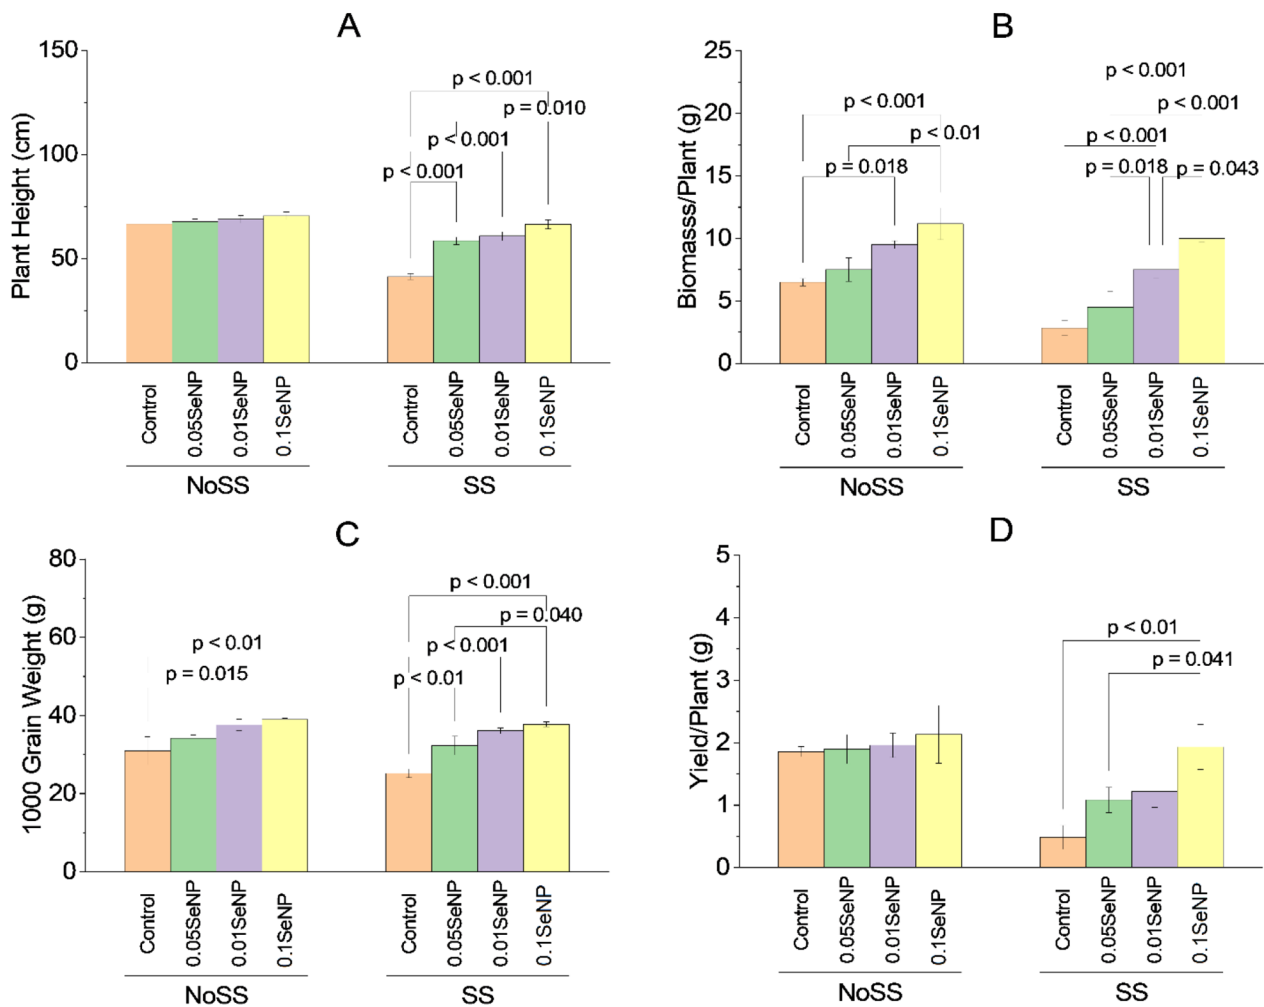 A
Plant Height (cm)
150
100
50
0
p < 0.001
p = 0.010
p < 0.001
p < 0.001
Control
0.05SeNP
0.01SeNP
0.1SeNP
Control
0.05SeNP
0.01SeNP
0.1SeNP
NoSS
SS
B
Biomasss/Plant (g)
25
20
15
10
5
0
p < 0.001
p < 0.001
p <0.001
p <0.01
p <0.001
p = 0.018
p = 0.018
p = 0.043
Control
0.05SeNP
0.01SeNP
0.1SeNP
Control
0.05SeNP
0.01SeNP
0.1SeNP
NoSS
SS
C
1000 Grain Weight (g)
80
60
40
20
0
p < 0.01
p = 0.015
p < 0.001
p = 0.040
p <0.001
p <0.01
Control
0.05SeNP
0.01SeNP
0.1SeNP
Control
0.05SeNP
0.01SeNP
0.1SeNP
NoSS
SS
D
Yield/Plant (g)
5
4
3
2
1
0
p < 0.01
p = 0.041
Control
0.05SeNP
0.01SeNP
0.1SeNP
Control
0.05SeNP
0.01SeNP
0.1SeNP
NoSS
SS